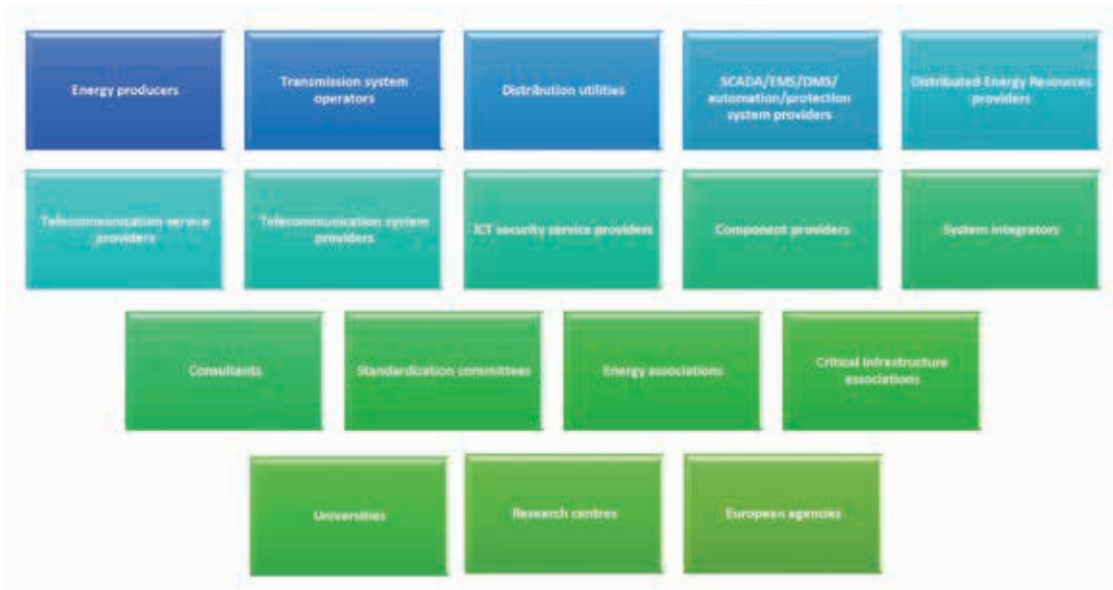 Energy producers
Transmission system
operators
Distribution utilities
SCADA/EMS/DMS/
automation/protection
system providers
Distributed Energy Resources
providers
Telecommunication service
providers
Telecommunication system
providers
ICT security service providers
Component providers
System integrators
Consultants
Standardization committees
Energy associations
Critical infrastructure
associations
Universities
Research centres
European agencies